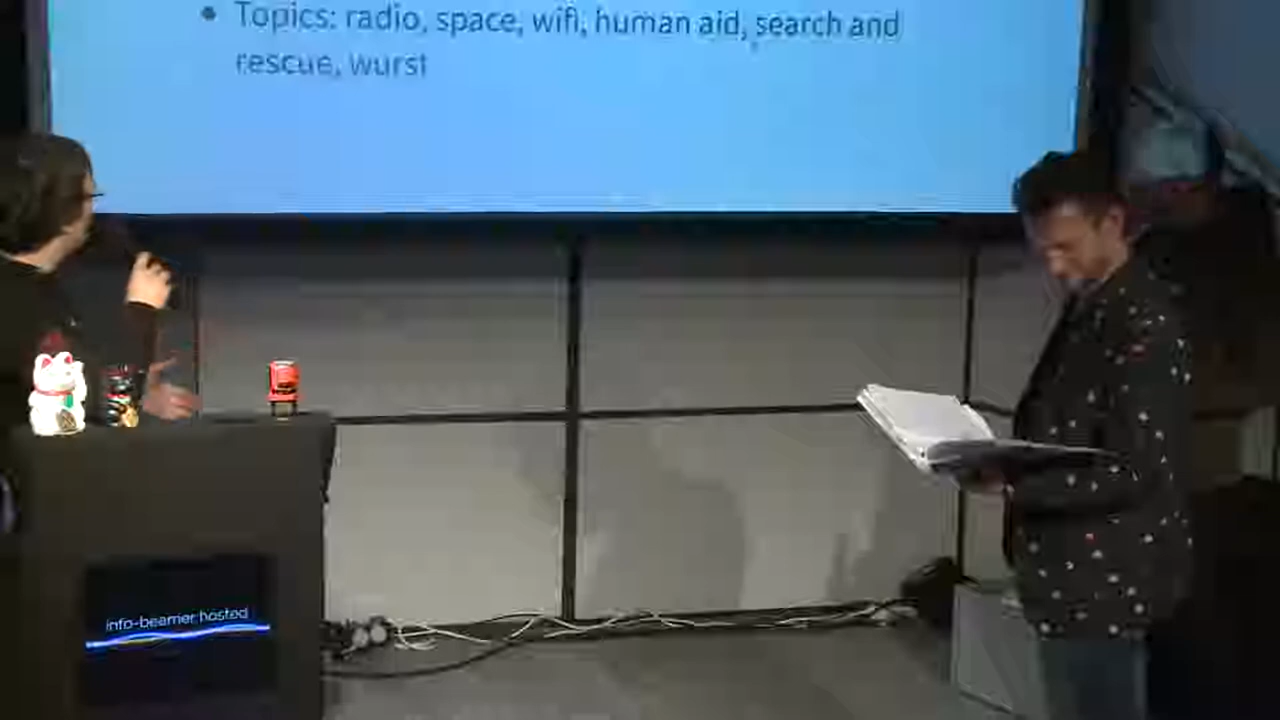 • Topics: radio, space, wifi, human aid, search and
rescue, wurst
info-beamer hosted